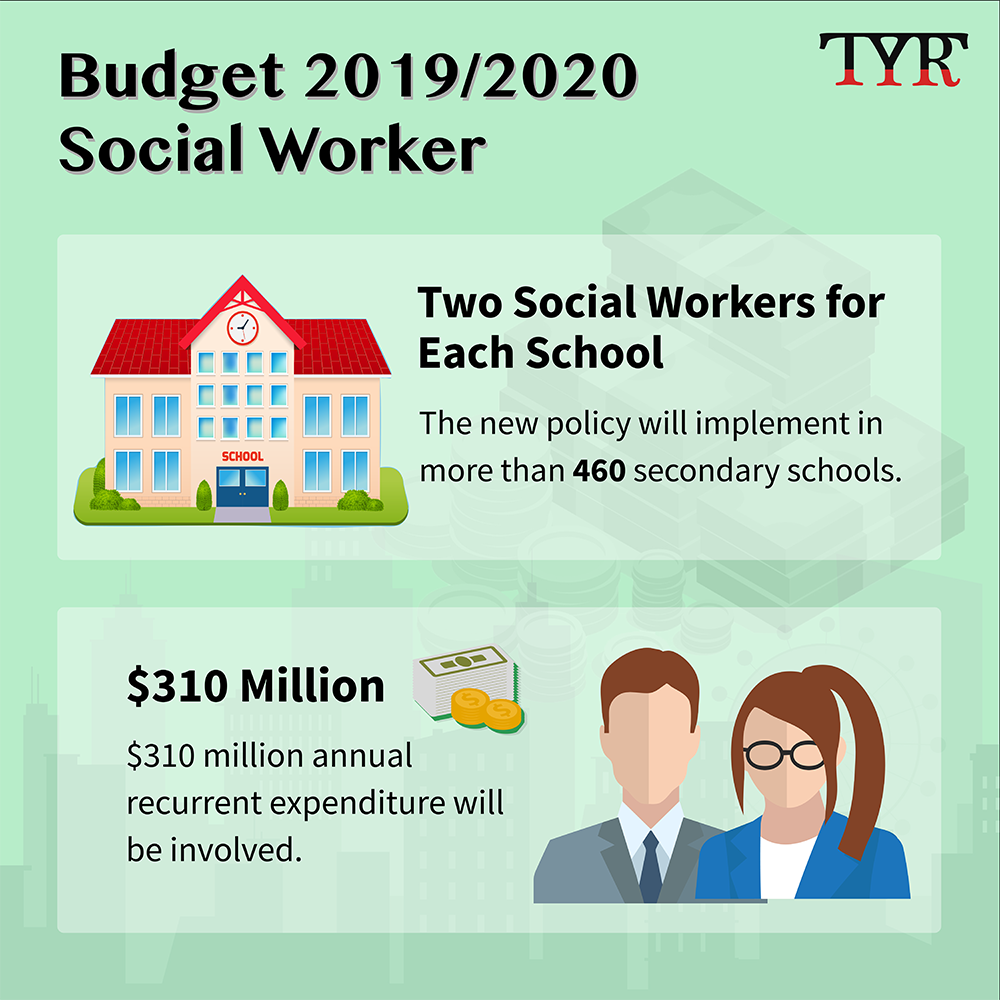 Budget 2019/2020
TYR
Social Worker
Two Social Workers for
Each School
The new policy will implement in
more than 460 secondary schools.
SCHOOL
$310 Million
$310 million annual
recurrent expenditure will
be involved.